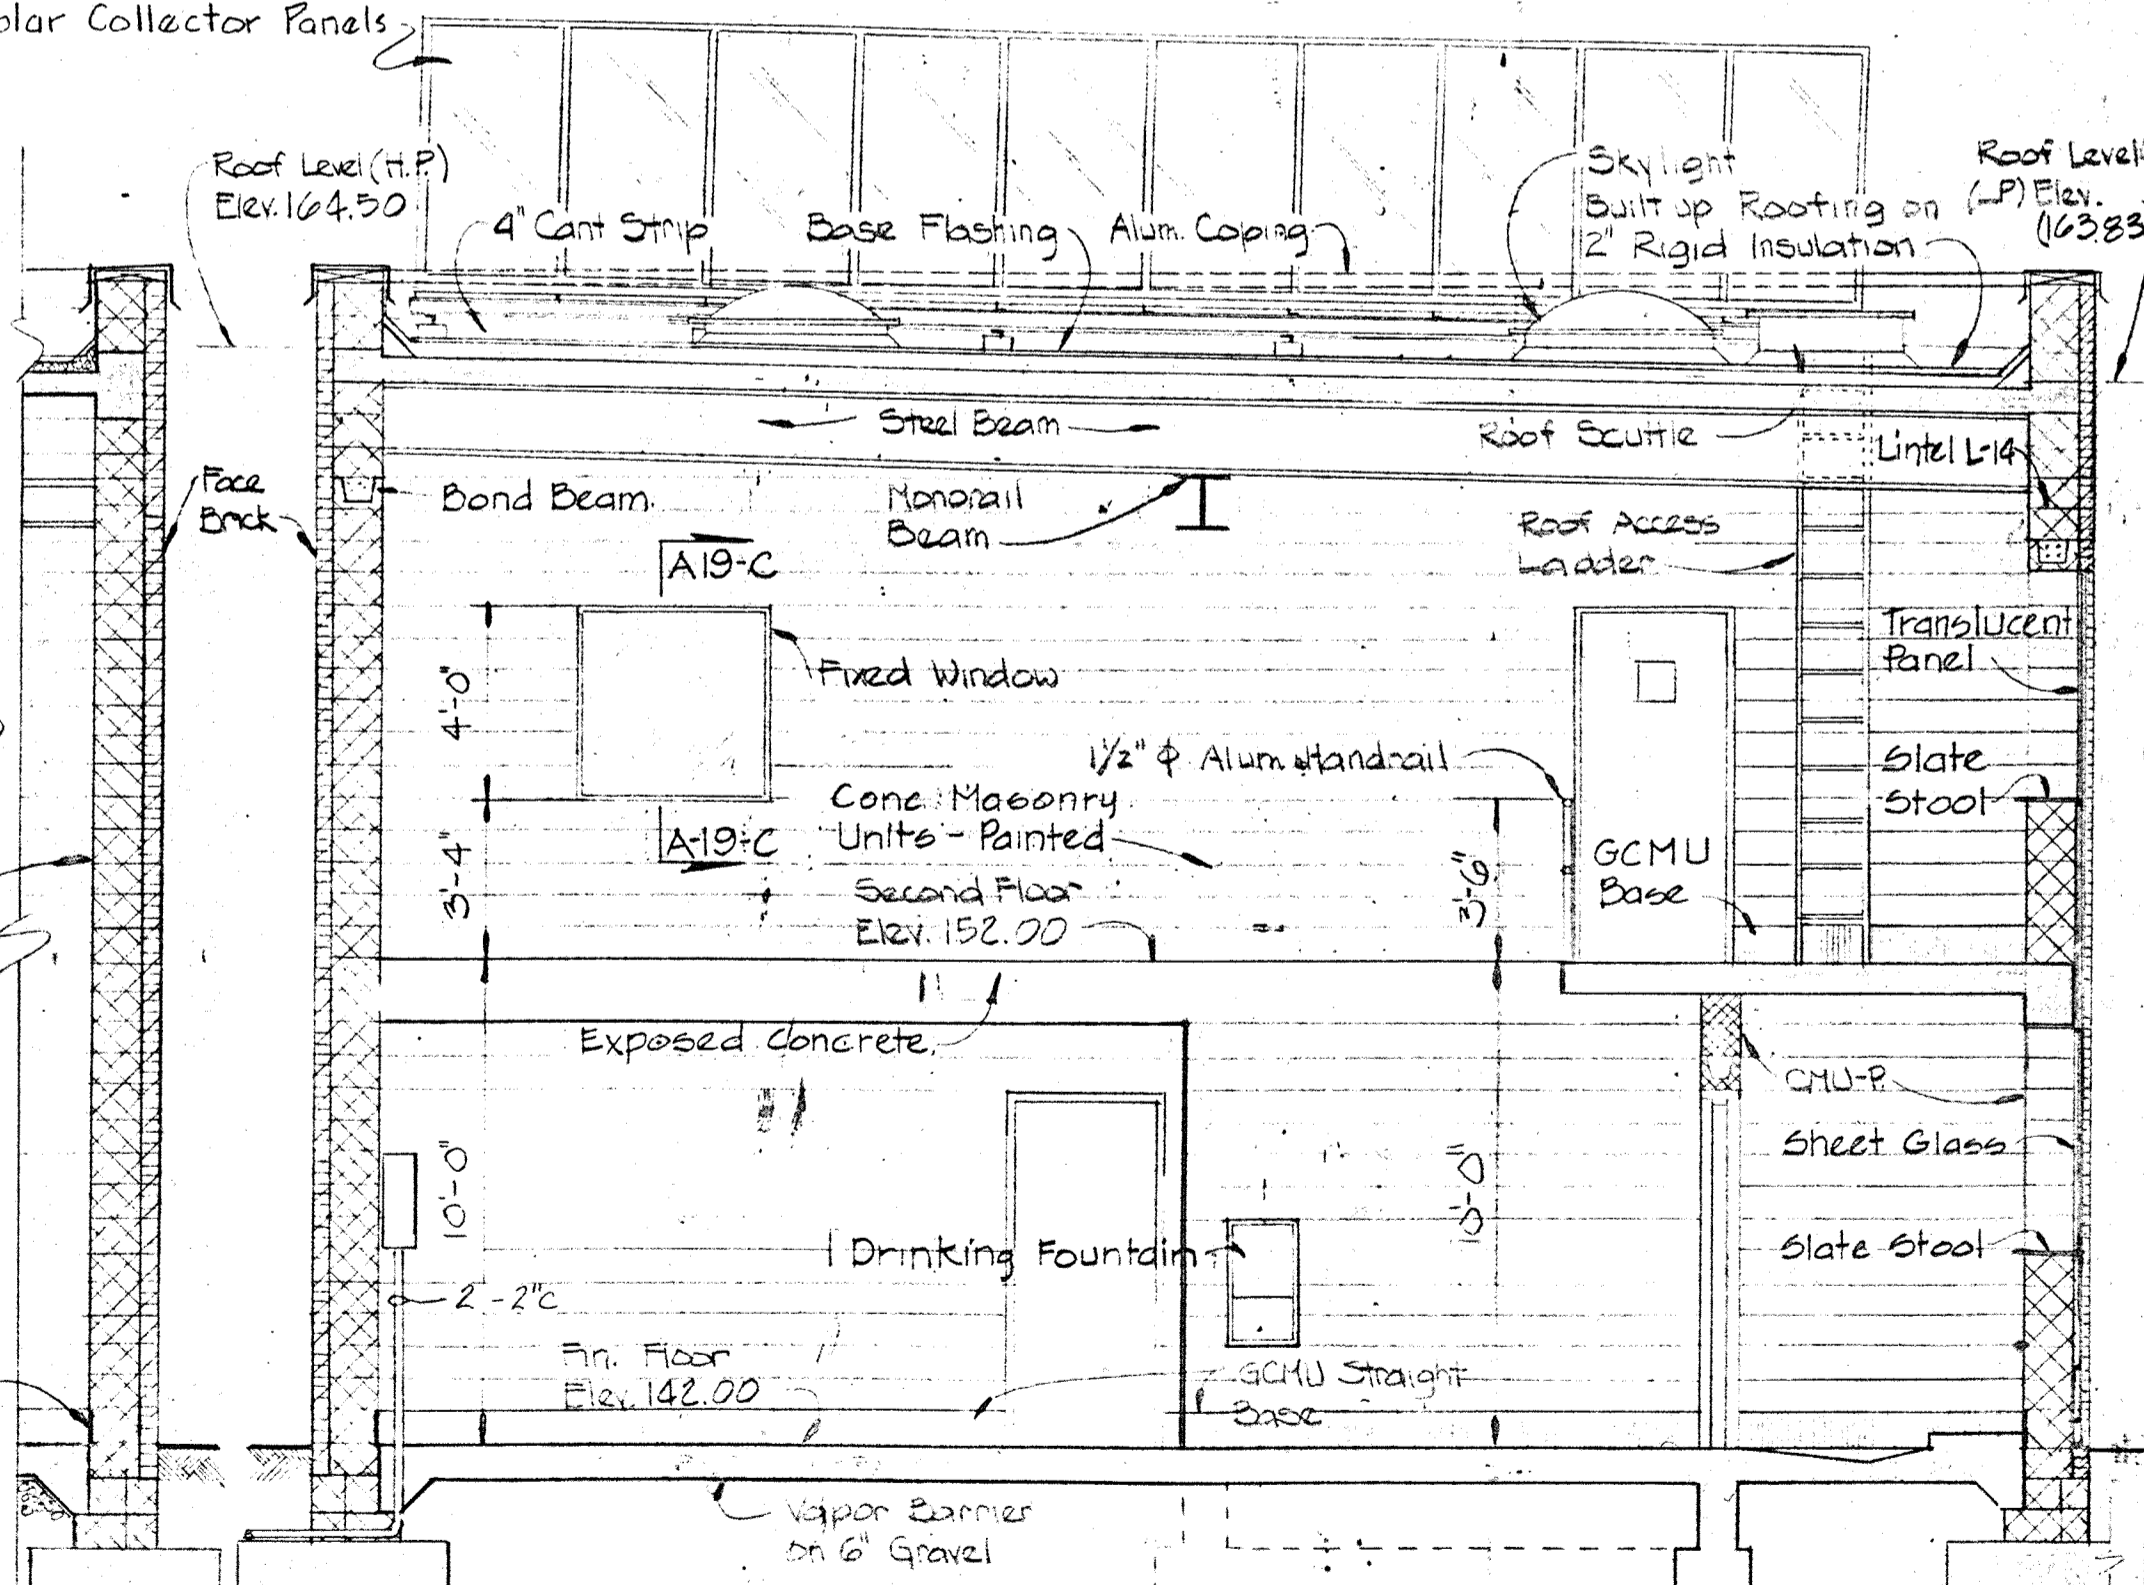 olar Collector Panels
Roof Level (H.P.)
Elev. 164.50
4" Cant Strip
Base Flashing
Alum. Coping
Skylight
Built up Roofing on
2" Rigid Insulation
Roof Level
(LP) Elev.
(163.83
Steel Beam
Roof Scuttle
Lintel L-14
Face
Brick
Bond Beam.
Monorail
Beam
Roof Access
Ladder
A19-C
Translucent
Panel
Fixed Window
4'-0"
1 1/2" ϕ Alum. Handrail
Slate
Stool
Conc. Masonry
Units - Painted
A-19-C
3'-4"
GCMU
Base
3'-6"
Second Floor
Elev. 152.00
Exposed Concrete.
CMU-P.
Sheet Glass
10'-0"
10'-0"
1 Drinking Fountain
Slate Stool
2 - 2"C
Fin. Floor
Elev. 142.00
GCMU Straight
Base
Vapor Barrier
on 6" Gravel